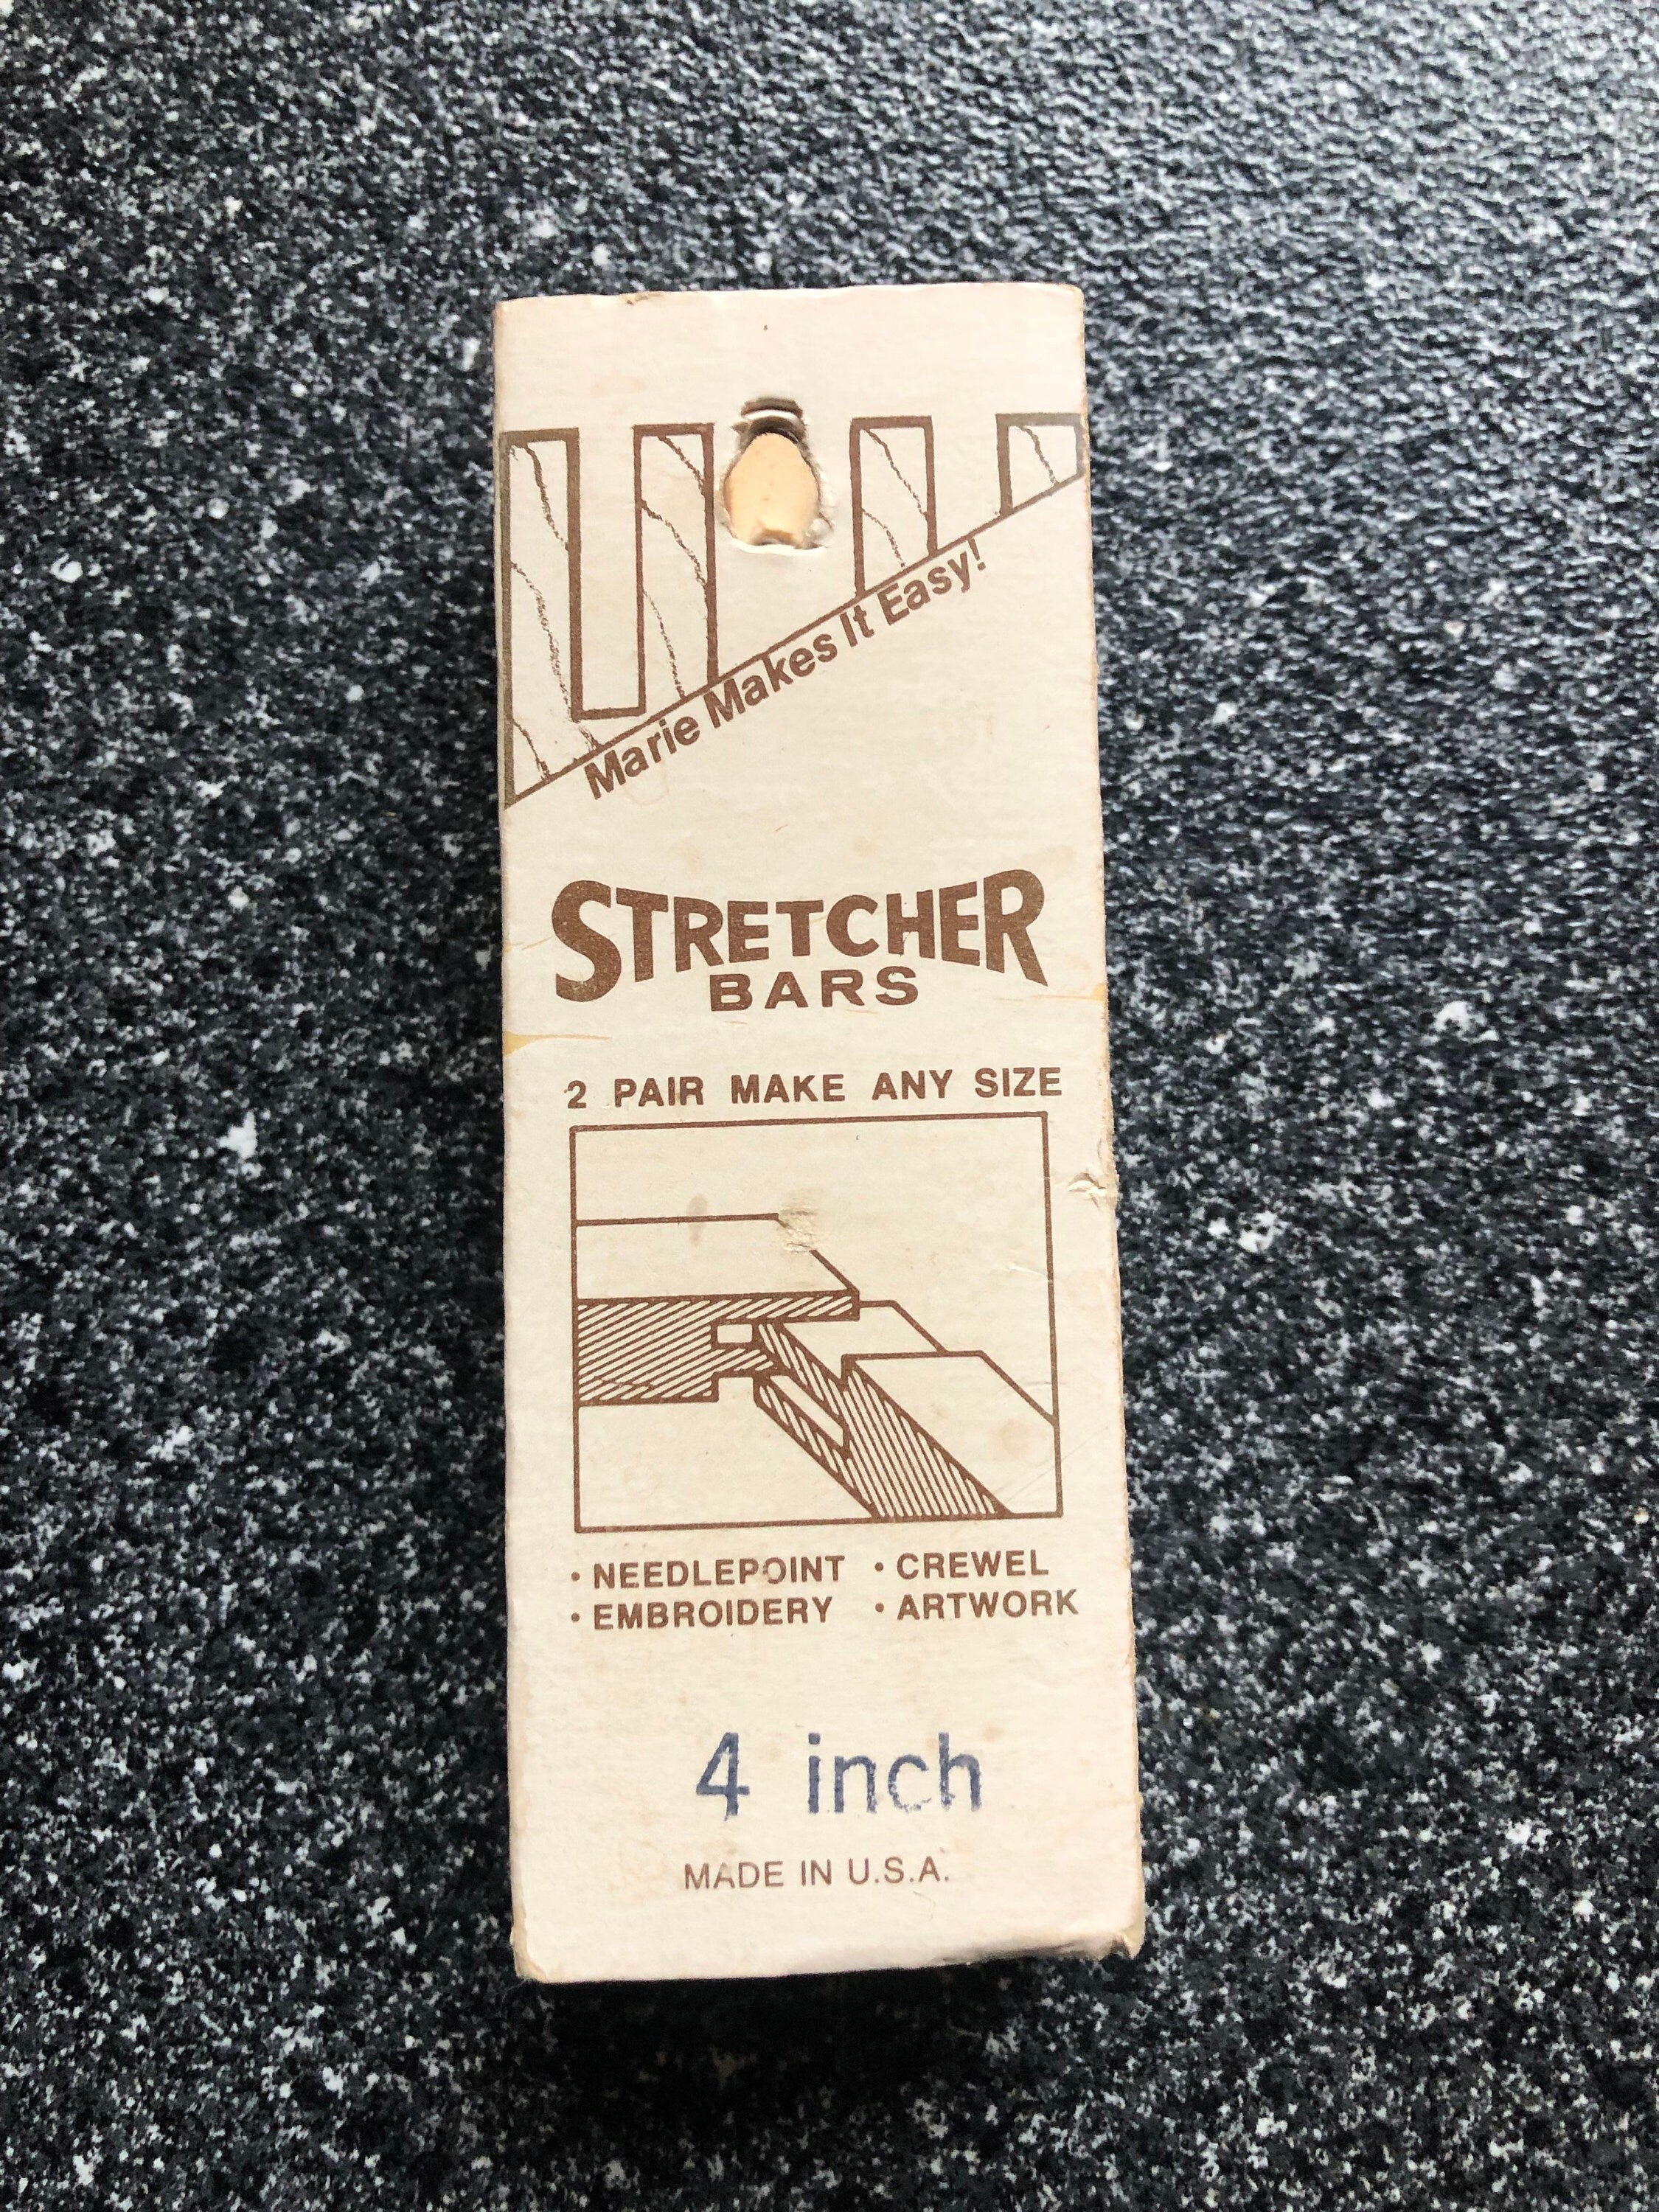 Marie Makes It Easy!
STRETCHER
BARS
2 PAIR MAKE ANY SIZE
• NEEDLEPOINT • CREWEL
• EMBROIDERY • ARTWORK
4 inch
MADE IN U.S.A.